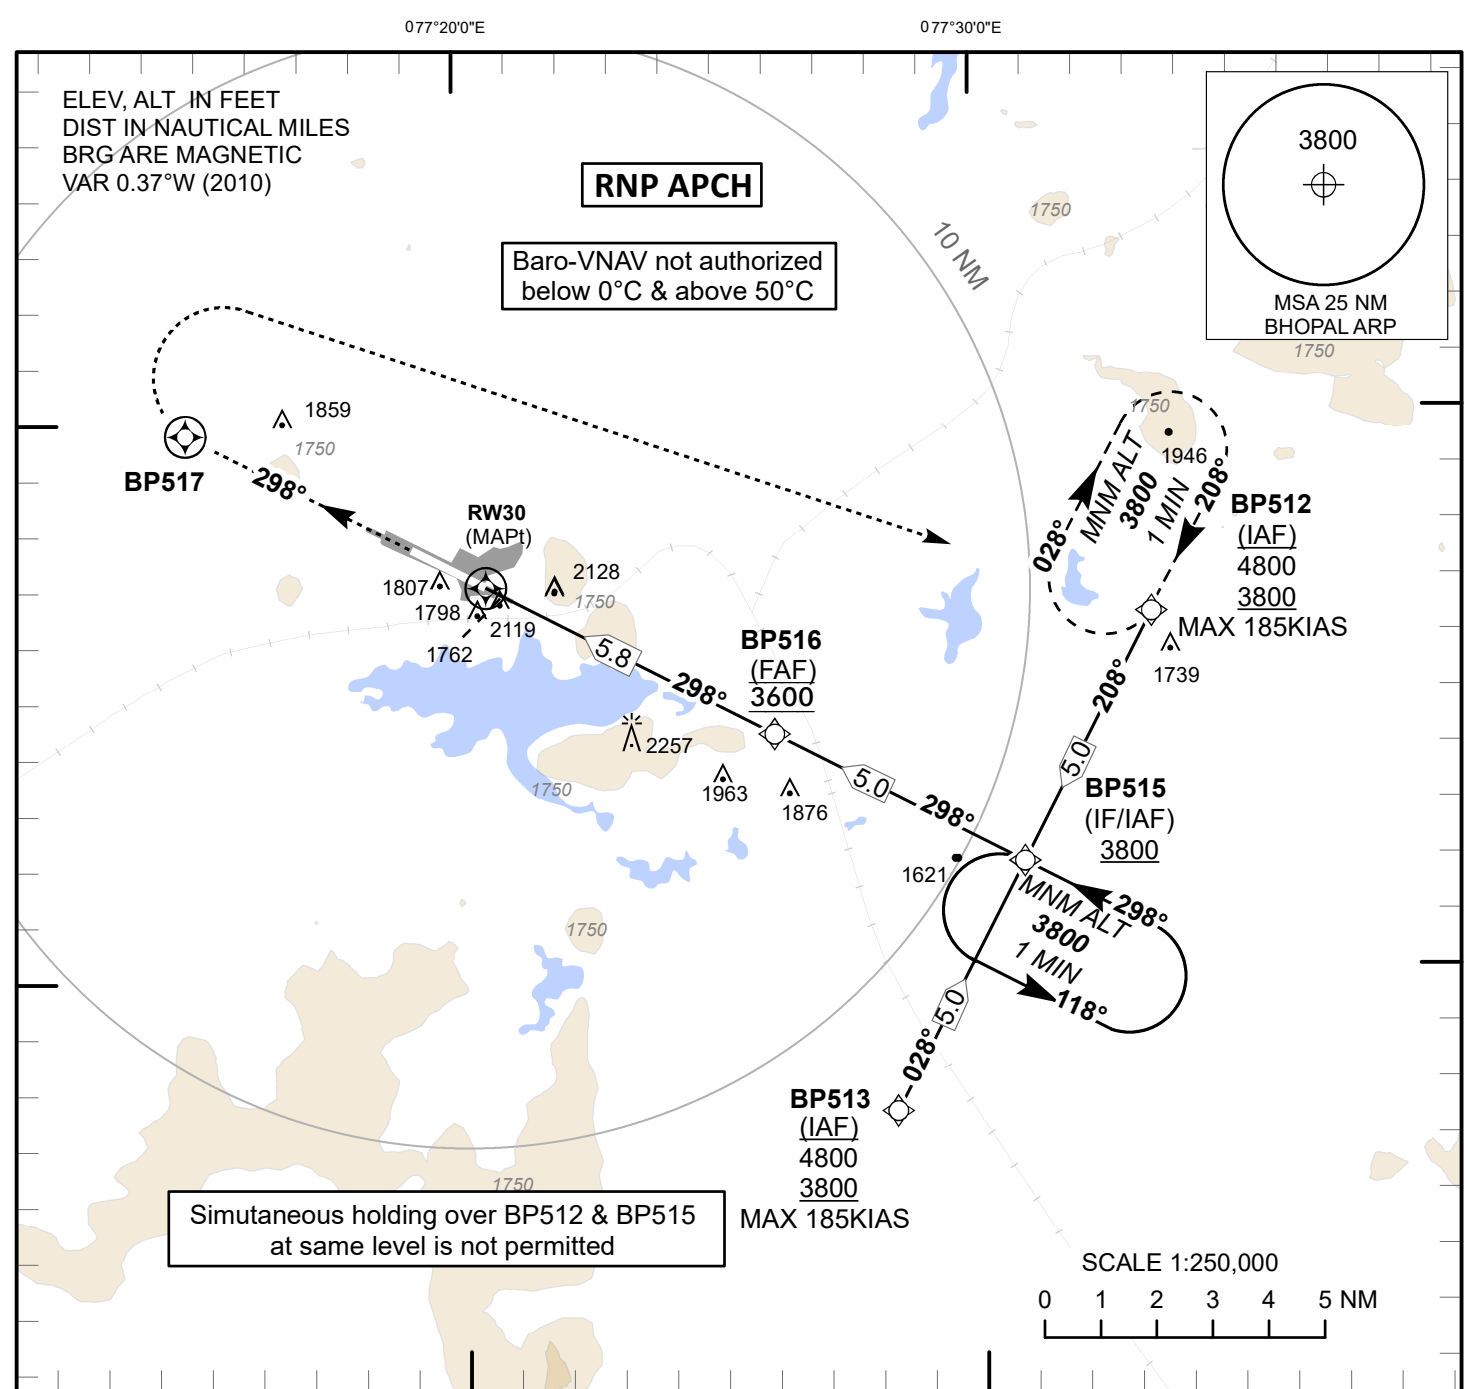 077°20'0"E
077°30'0"E
ELEV, ALT IN FEET
DIST IN NAUTICAL MILES
BRG ARE MAGNETIC
VAR 0.37°W (2010)
RNP APCH
Baro-VNAV not authorized
below 0°C & above 50°C
10 NM
1750
3800
MSA 25 NM
BHOPAL ARP
1750
1859
1750
BP517
298°
RW30
(MAPt)
1807
1798
1762
2119
2128
1750
5.8
298°
BP516
(FAF)
3600
2257
1750
1963
1876
5.0
298°
1750
1946
MNM ALT
3800
1 MIN
028°
208°
BP512
(IAF)
4800
3800
MAX 185KIAS
1739
208°
5.0
BP515
(IF/IAF)
3800
1621
MNM ALT
3800
1 MIN
298°
118°
5.0
028°
BP513
(IAF)
4800
3800
MAX 185KIAS
1750
1750
Simutaneous holding over BP512 & BP515
at same level is not permitted
SCALE 1:250,000
0 1 2 3 4 5 NM